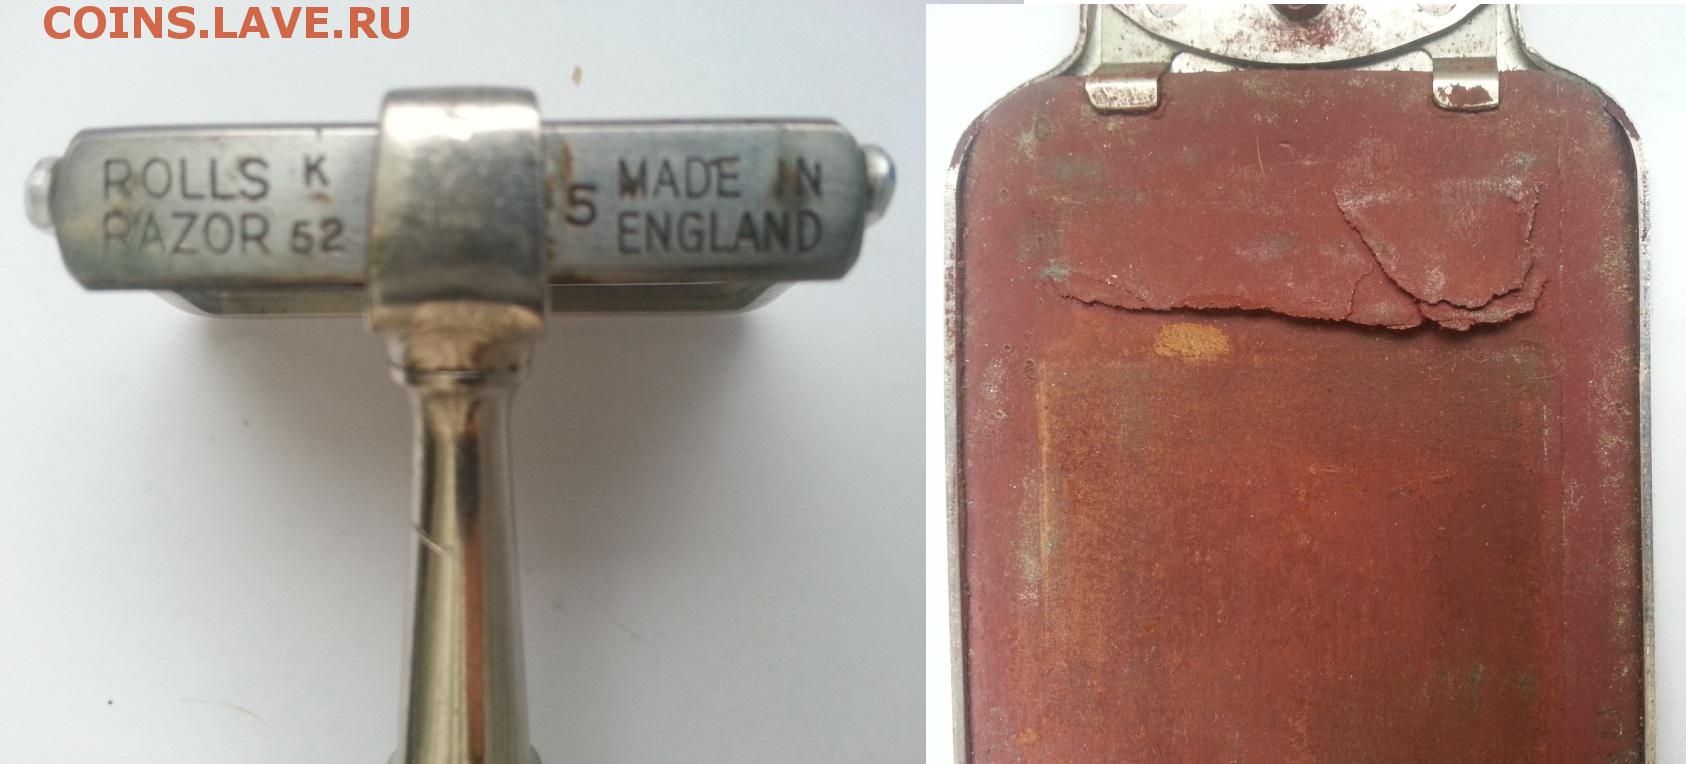 COINS.LAVE.RU
ROLLS K
RAZOR 52
5
MADE IN
ENGLAND